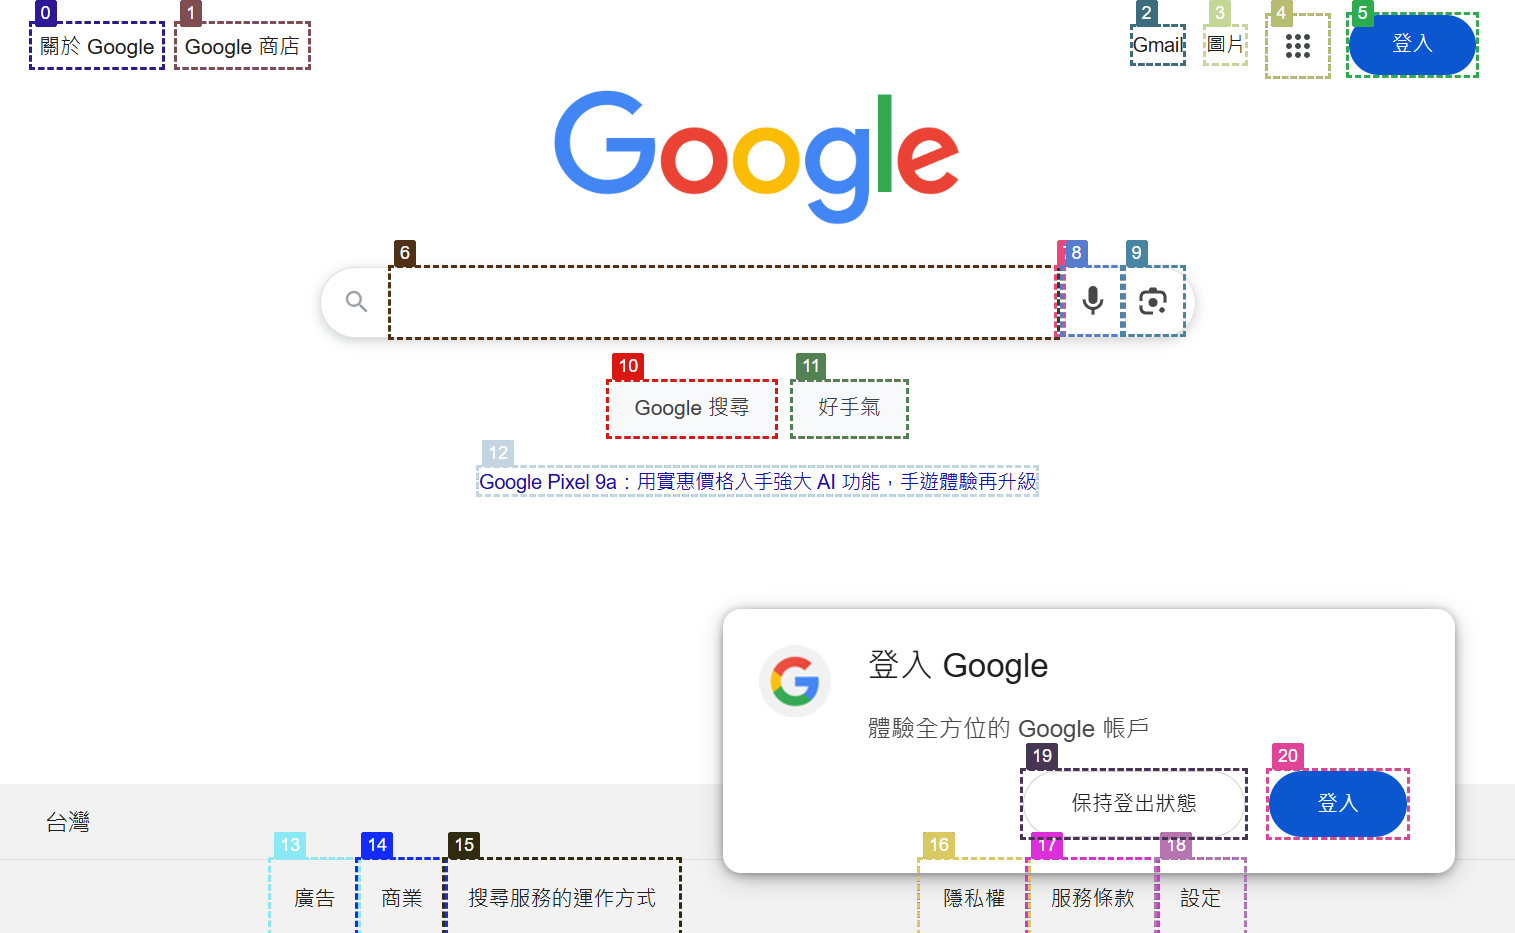 0
1
2
3
4
5
關於 Google
Google 商店
Gmail
圖片
登入
Google
6
8
9
10
11
Google 搜尋
好手氣
12
Google Pixel 9a：用實惠價格入手強大 AI 功能，手遊體驗再升級
登入 Google
體驗全方位的 Google 帳戶
19
20
保持登出狀態
登入
台灣
13
14
15
16
17
18
廣告
商業
搜尋服務的運作方式
隱私權
服務條款
設定